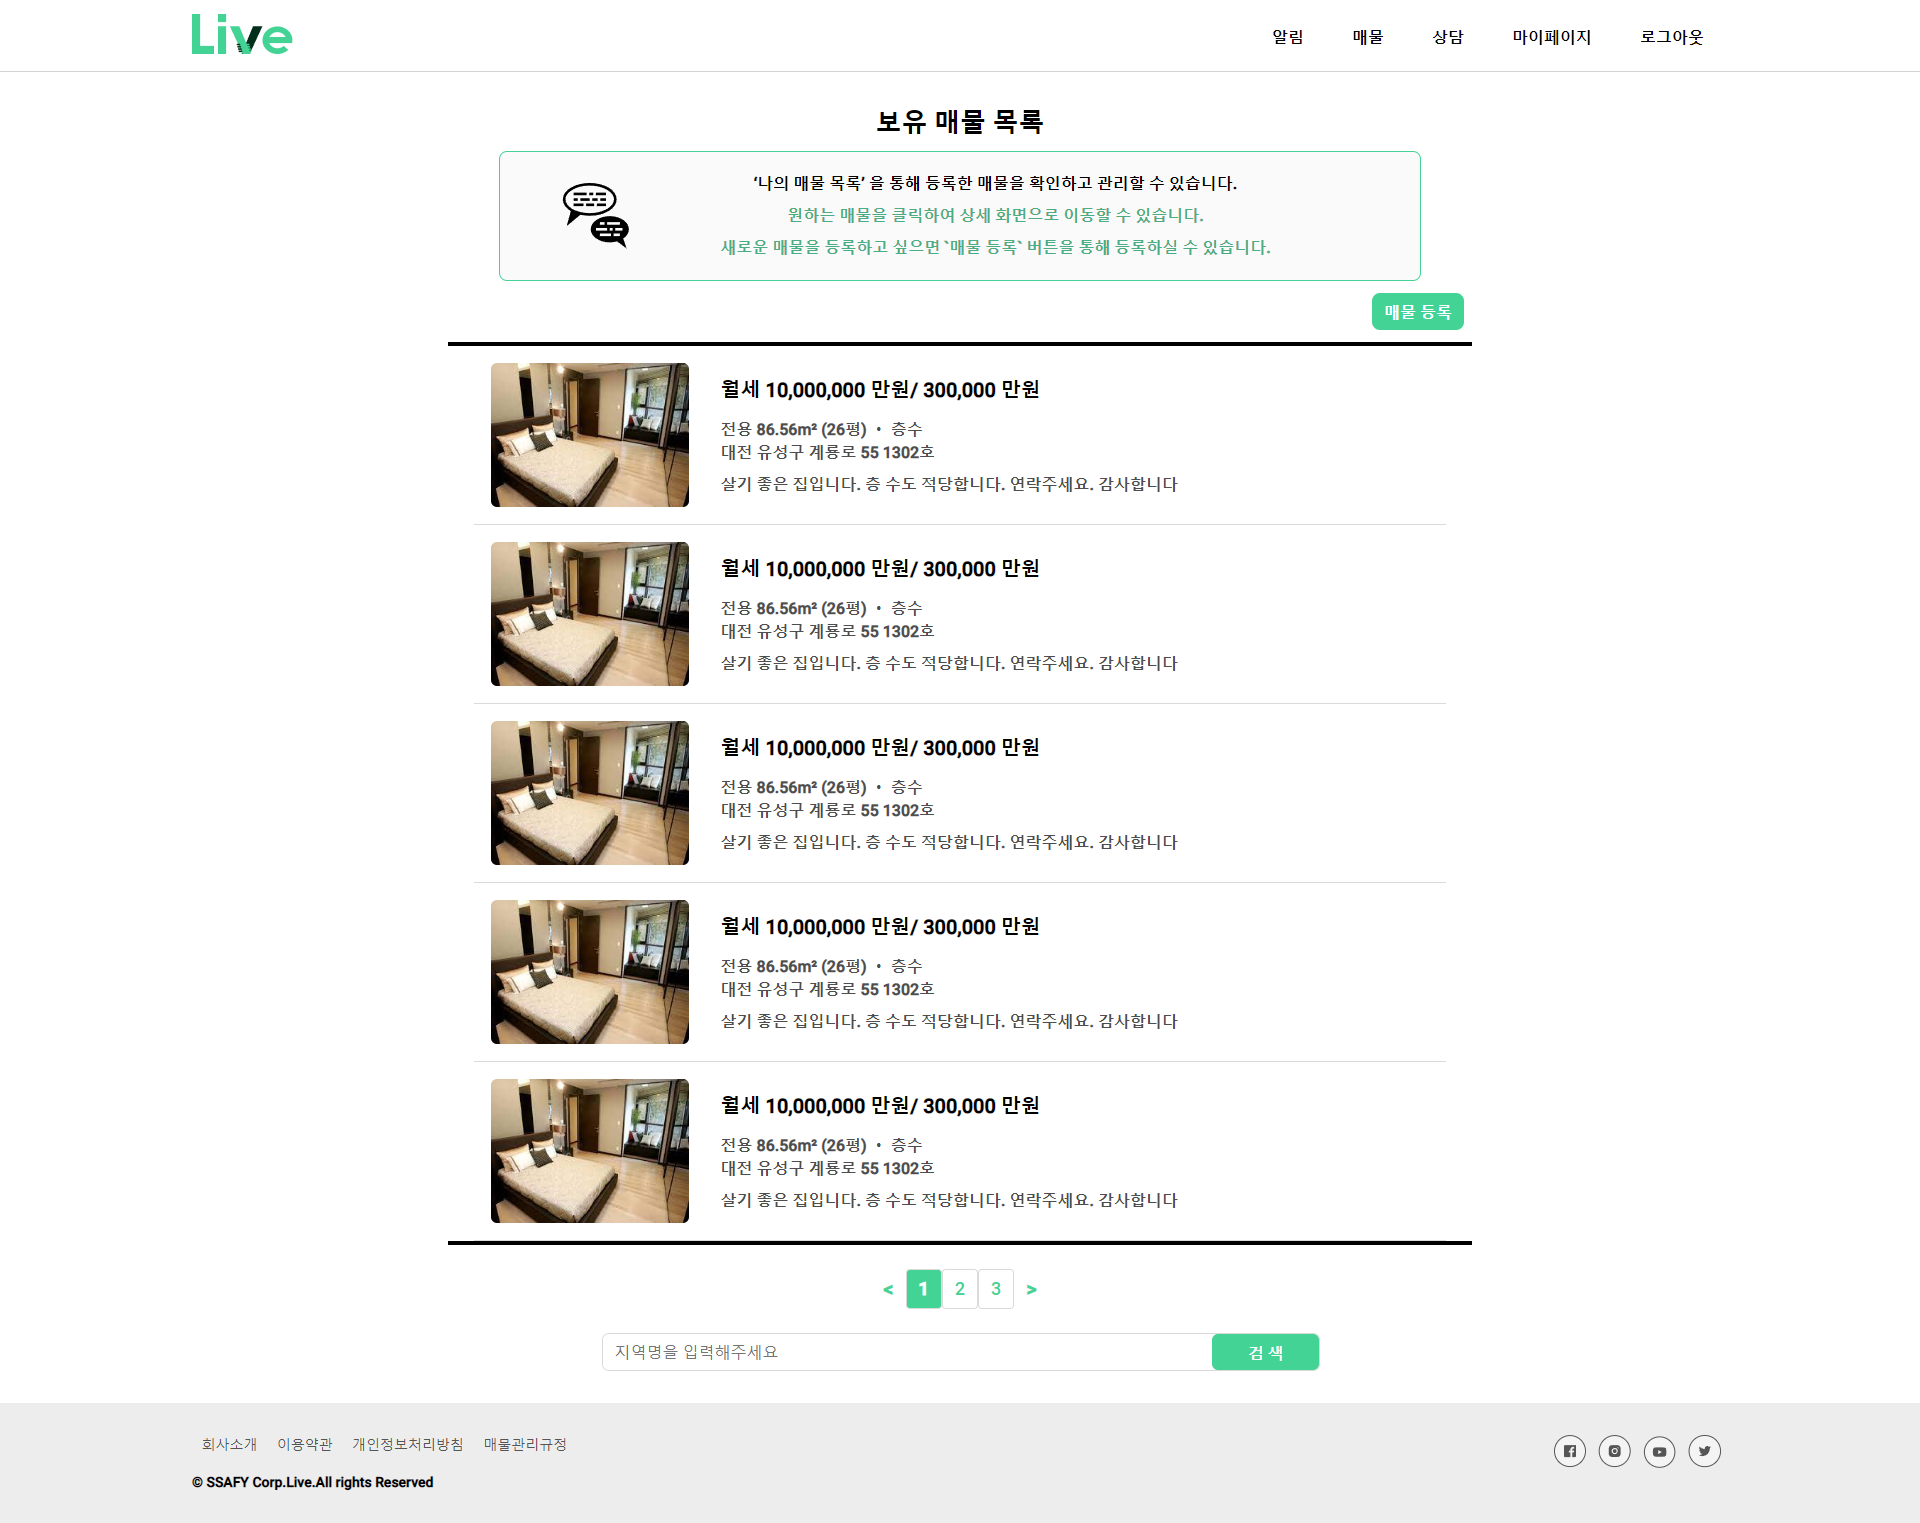 Live
알림 매물 상담 마이페이지 로그아웃
보유 매물 목록
‘나의 매물 목록’ 을 통해 등록한 매물을 확인하고 관리할 수 있습니다.
원하는 매물을 클릭하여 상세 화면으로 이동할 수 있습니다.
새로운 매물을 등록하고 싶으면 `매물 등록` 버튼을 통해 등록하실 수 있습니다.
매물 등록
월세 10,000,000 만원/ 300,000 만원
전용 86.56m² (26평) • 층수
대전 유성구 계룡로 55 1302호
살기 좋은 집입니다. 층 수도 적당합니다. 연락주세요. 감사합니다
월세 10,000,000 만원/ 300,000 만원
전용 86.56m² (26평) • 층수
대전 유성구 계룡로 55 1302호
살기 좋은 집입니다. 층 수도 적당합니다. 연락주세요. 감사합니다
월세 10,000,000 만원/ 300,000 만원
전용 86.56m² (26평) • 층수
대전 유성구 계룡로 55 1302호
살기 좋은 집입니다. 층 수도 적당합니다. 연락주세요. 감사합니다
월세 10,000,000 만원/ 300,000 만원
전용 86.56m² (26평) • 층수
대전 유성구 계룡로 55 1302호
살기 좋은 집입니다. 층 수도 적당합니다. 연락주세요. 감사합니다
월세 10,000,000 만원/ 300,000 만원
전용 86.56m² (26평) • 층수
대전 유성구 계룡로 55 1302호
살기 좋은 집입니다. 층 수도 적당합니다. 연락주세요. 감사합니다
< 1 2 3 >
지역명을 입력해주세요 검 색
회사소개 이용약관 개인정보처리방침 매물관리규정
© SSAFY Corp.Live.All rights Reserved